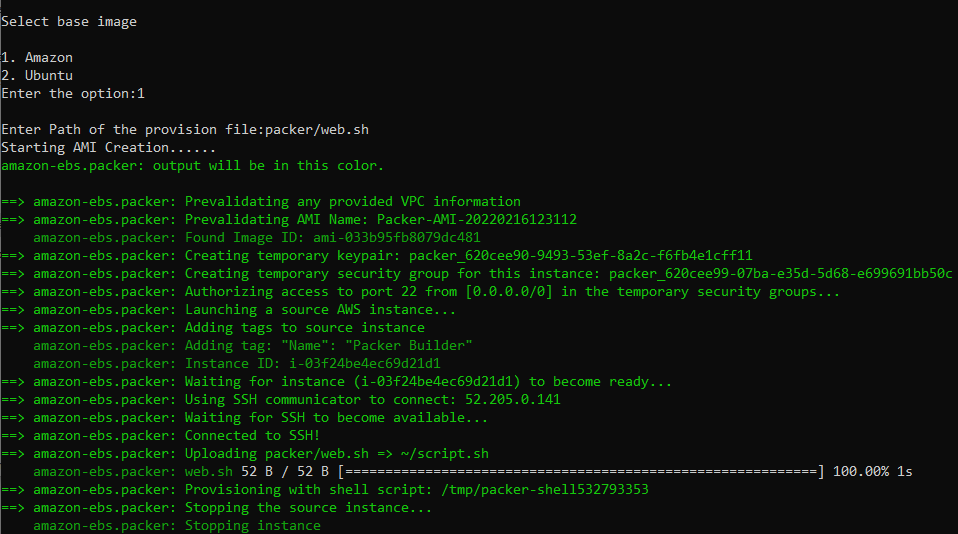 Select base image
1. Amazon
2. Ubuntu
Enter the option:1
Enter Path of the provision file:packer/web.sh
Starting AMI Creation......
amazon-ebs.packer: output will be in this color.
==> amazon-ebs.packer: Prevalidating any provided VPC information
==> amazon-ebs.packer: Prevalidating AMI Name: Packer-AMI-20220216123112
amazon-ebs.packer: Found Image ID: ami-033b95fb8079dc481
==> amazon-ebs.packer: Creating temporary keypair: packer_620cee90-9493-53ef-8a2c-f6fb4e1cff11
==> amazon-ebs.packer: Creating temporary security group for this instance: packer_620cee99-07ba-e35d-5d68-e699691bb50c
==> amazon-ebs.packer: Authorizing access to port 22 from [0.0.0.0/0] in the temporary security groups...
==> amazon-ebs.packer: Launching a source AWS instance...
==> amazon-ebs.packer: Adding tags to source instance
amazon-ebs.packer: Adding tag: "Name": "Packer Builder"
amazon-ebs.packer: Instance ID: i-03f24be4ec69d21d1
==> amazon-ebs.packer: Waiting for instance (i-03f24be4ec69d21d1) to become ready...
==> amazon-ebs.packer: Using SSH communicator to connect: 52.205.0.141
==> amazon-ebs.packer: Waiting for SSH to become available...
==> amazon-ebs.packer: Connected to SSH!
==> amazon-ebs.packer: Uploading packer/web.sh => ~/script.sh
amazon-ebs.packer: web.sh 52 B / 52 B [===========================================================] 100.00% 1s
==> amazon-ebs.packer: Provisioning with shell script: /tmp/packer-shell532793353
==> amazon-ebs.packer: Stopping the source instance...
amazon-ebs.packer: Stopping instance